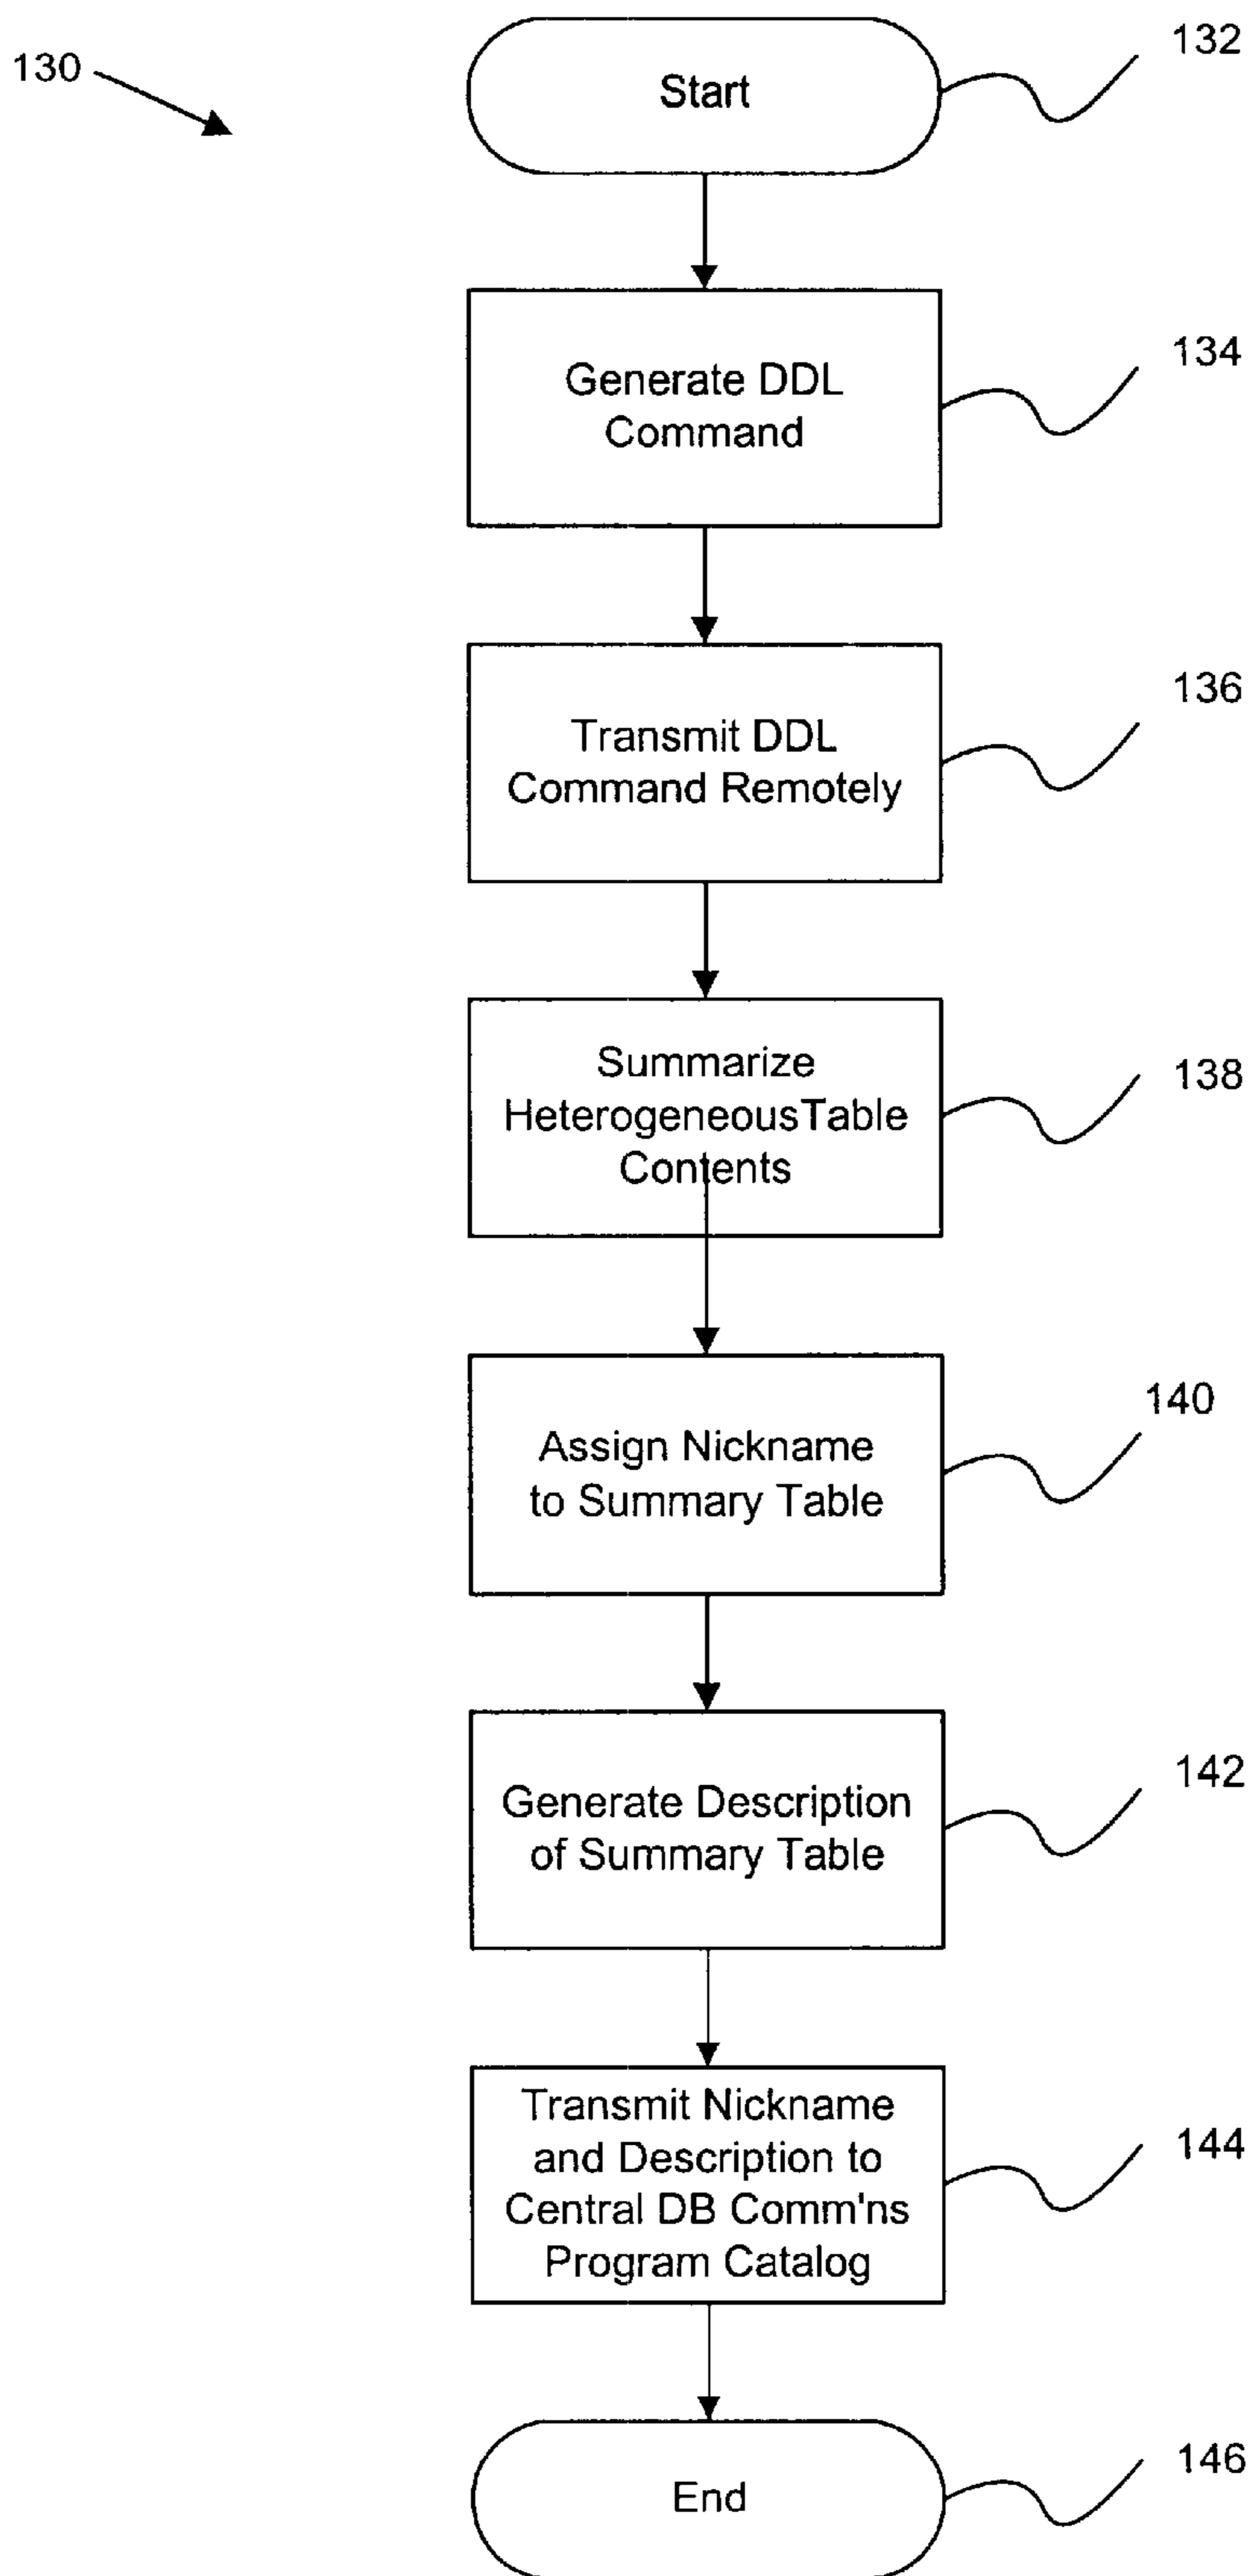 130
Start
132
Generate DDL
Command
134
Transmit DDL
Command Remotely
136
Summarize
HeterogeneousTable
Contents
138
Assign Nickname
to Summary Table
140
Generate Description
of Summary Table
142
Transmit Nickname
and Description to
Central DB Comm'ns
Program Catalog
144
End
146